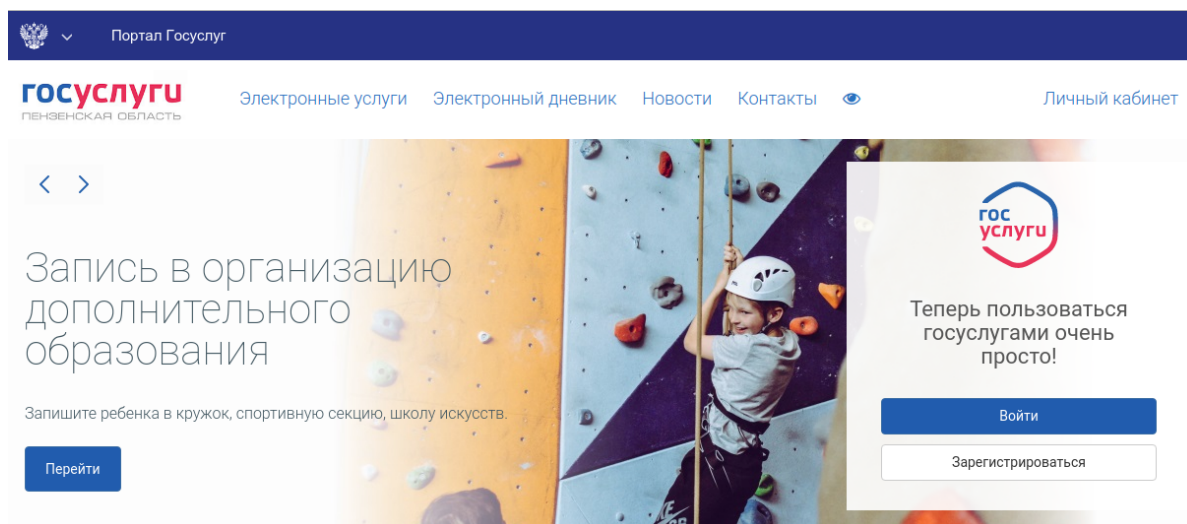 Портал Госуслуг
госуслуги
ПЕНЗЕНСКАЯ ОБЛАСТЬ
Электронные услуги Электронный дневник Новости Контакты Личный кабинет
Запись в организацию
дополнительного
образования
Запишите ребенка в кружок, спортивную секцию, школу искусств.
Перейти
гос
услуги
Теперь пользоваться
госуслугами очень
просто!
Войти
Зарегистрироваться